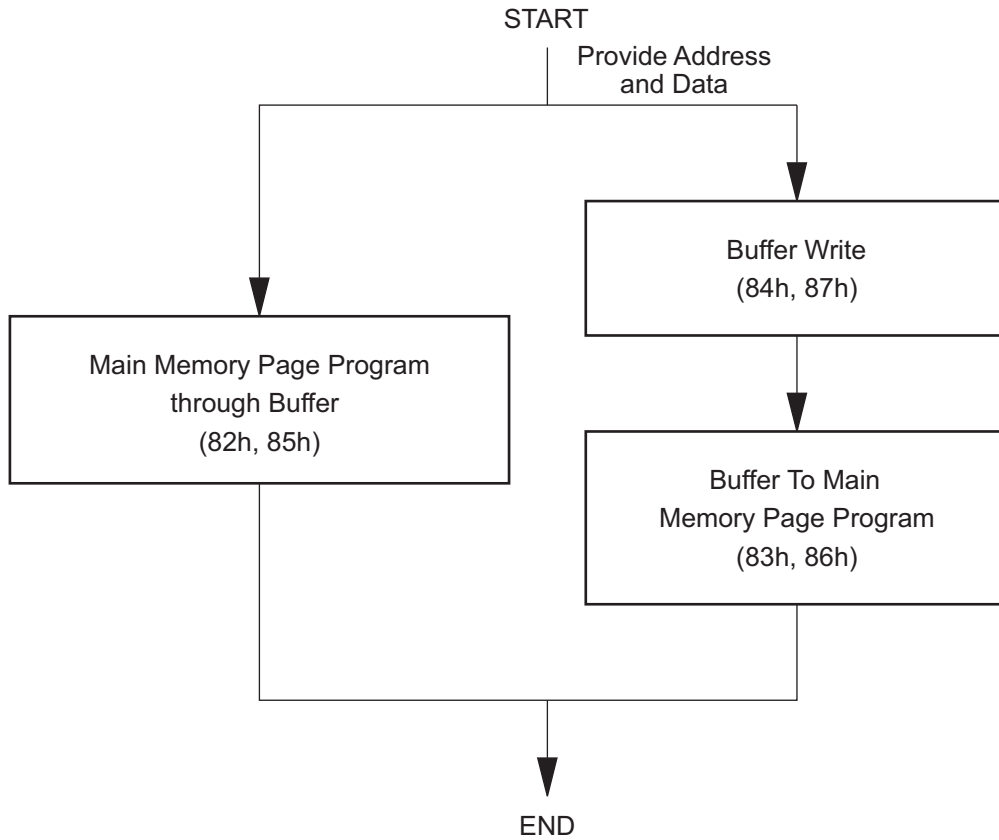 START
Provide Address
and Data
Buffer Write
(84h, 87h)
Main Memory Page Program
through Buffer
(82h, 85h)
Buffer To Main
Memory Page Program
(83h, 86h)
END